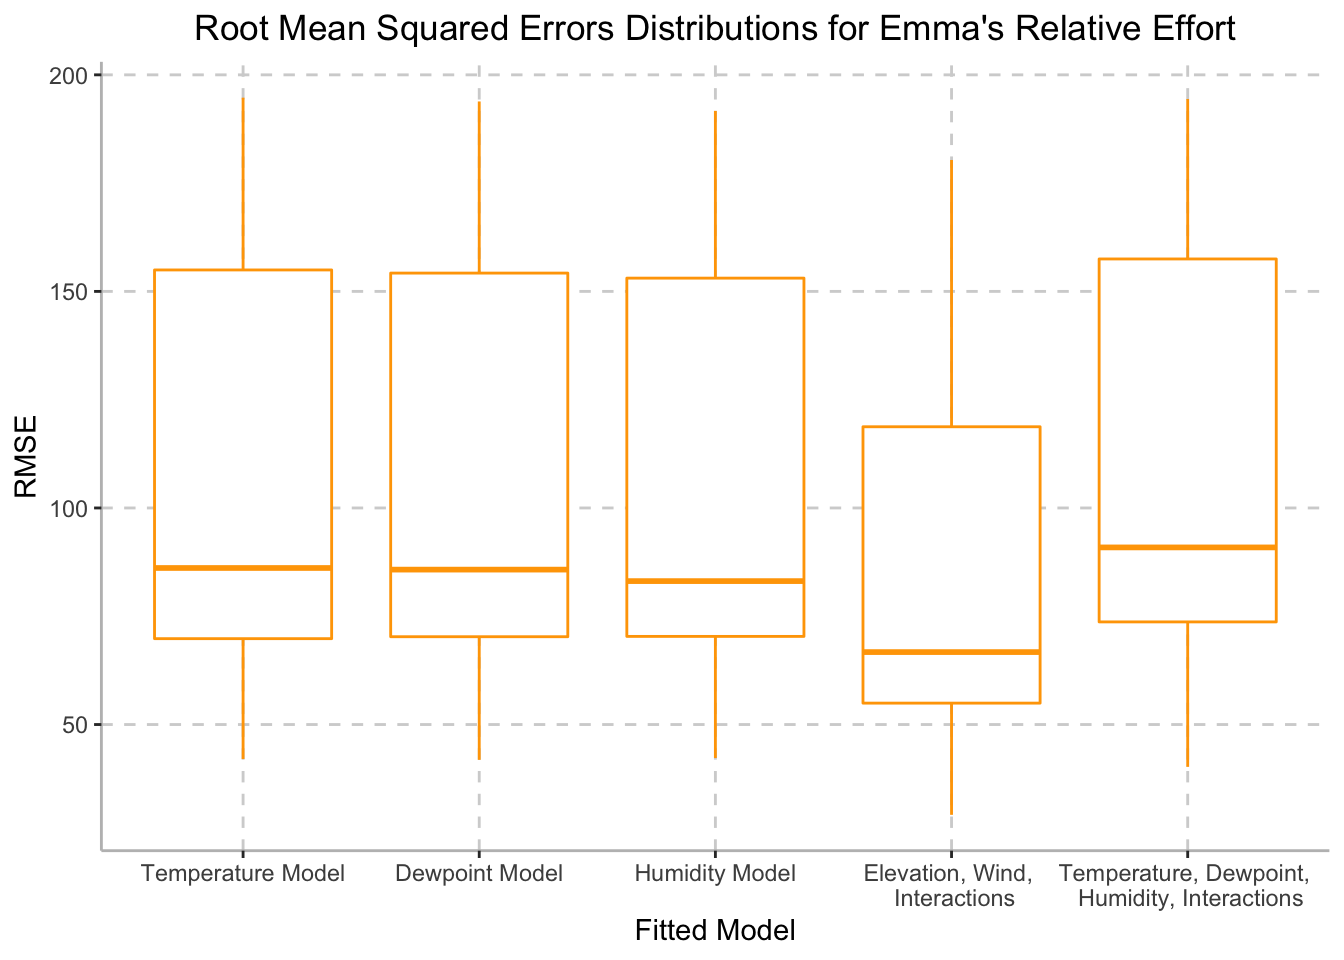 Root Mean Squared Errors Distributions for Emma's Relative Effort
200
150
100
50
RMSE
Temperature Model
Dewpoint Model
Humidity Model
Elevation, Wind,
Interactions
Temperature, Dewpoint,
Humidity, Interactions
Fitted Model